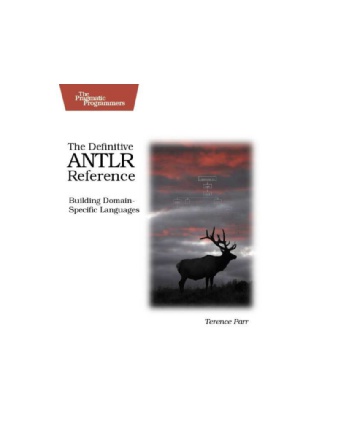 The
Pragmatic
Programmers
The Definitive
ANTLR
Reference
Building Domain-
Specific Languages
Terence Parr